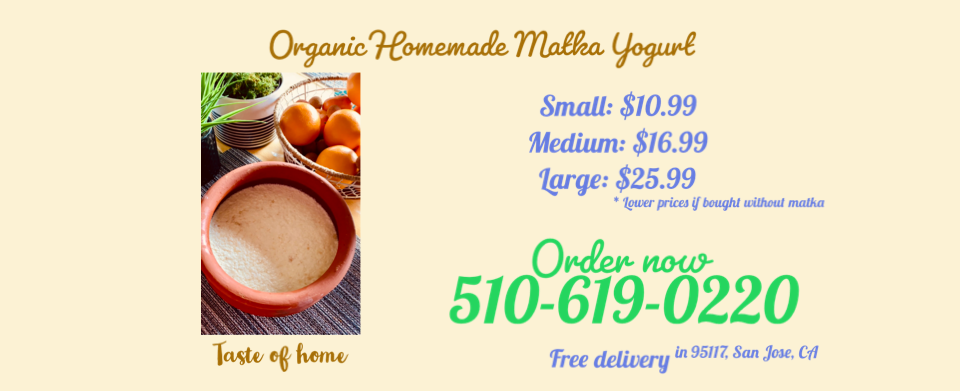 Organic Homemade Matka Yogurt
Small: $10.99
Medium: $16.99
Large: $25.99
* Lower prices if bought without matka
Order now
510-619-0220
Taste of home
Free delivery in 95117, San Jose, CA